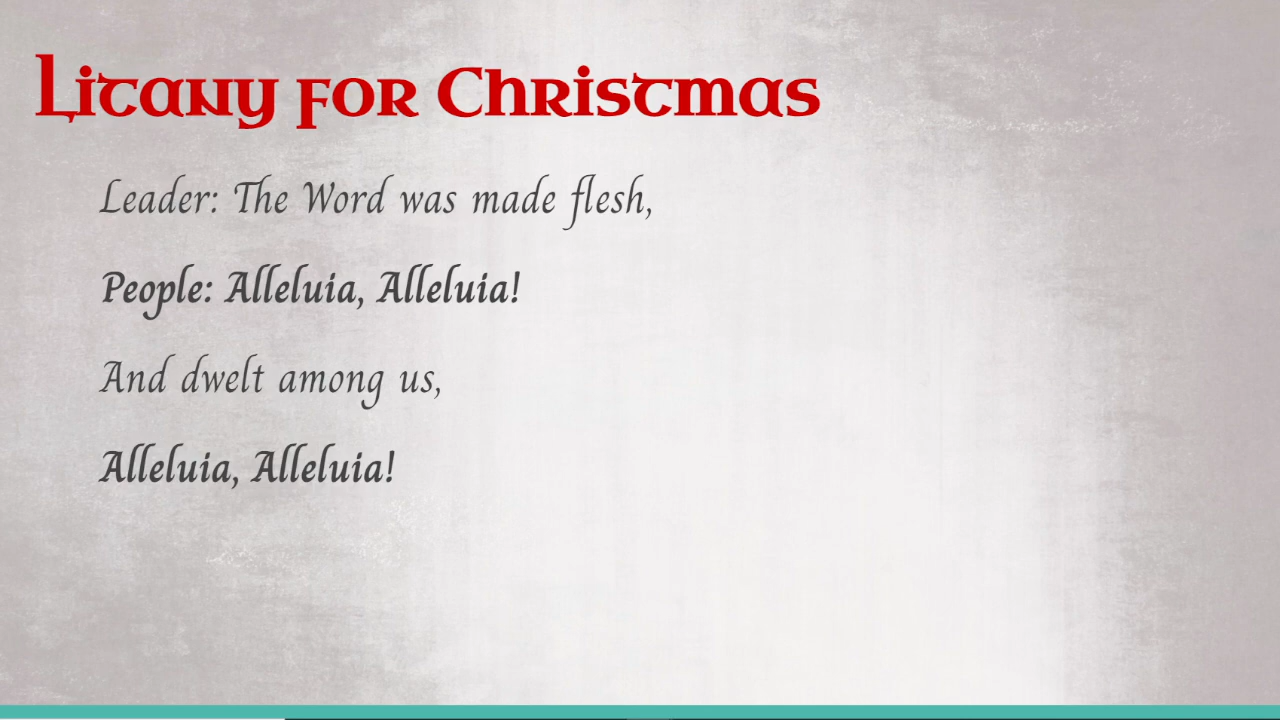 Litany for Christmas
Leader: The Word was made flesh,
People: Alleluia, Alleluia!
And dwelt among us,
Alleluia, Alleluia!